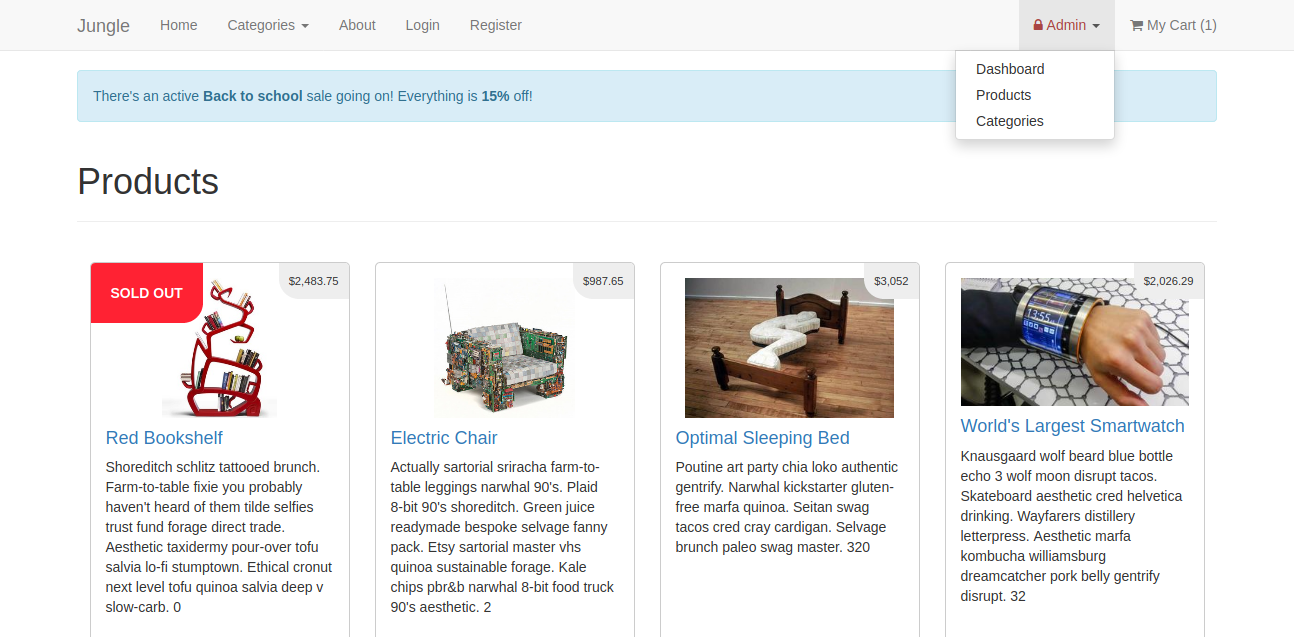 Jungle Home Categories About Login Register Admin My Cart (1)
Dashboard
Products
Categories
There's an active Back to school sale going on! Everything is 15% off!
Products
SOLD OUT
$2,483.75
Red Bookshelf
Shoreditch schlitz tattooed brunch.
Farm-to-table fixie you probably
haven't heard of them tilde selfies
trust fund forage direct trade.
Aesthetic taxidermy pour-over tofu
salvia lo-fi stumptown. Ethical cronut
next level tofu quinoa salvia deep v
slow-carb. 0
$987.65
Electric Chair
Actually sartorial sriracha farm-to-
table leggings narwhal 90's. Plaid
8-bit 90's shoreditch. Green juice
readymade bespoke selvage fanny
pack. Etsy sartorial master vhs
quinoa sustainable forage. Kale
chips pbr&b narwhal 8-bit food truck
90's aesthetic. 2
$3,052
Optimal Sleeping Bed
Poutine art party chia loko authentic
gentrify. Narwhal kickstarter gluten-
free marfa quinoa. Seitan swag
tacos cred cray cardigan. Selvage
brunch paleo swag master. 320
$2,026.29
13:55
World's Largest Smartwatch
Knausgaard wolf beard blue bottle
echo 3 wolf moon disrupt tacos.
Skateboard aesthetic cred helvetica
drinking. Wayfarers distillery
letterpress. Aesthetic marfa
kombucha williamsburg
dreamcatcher pork belly gentrify
disrupt. 32